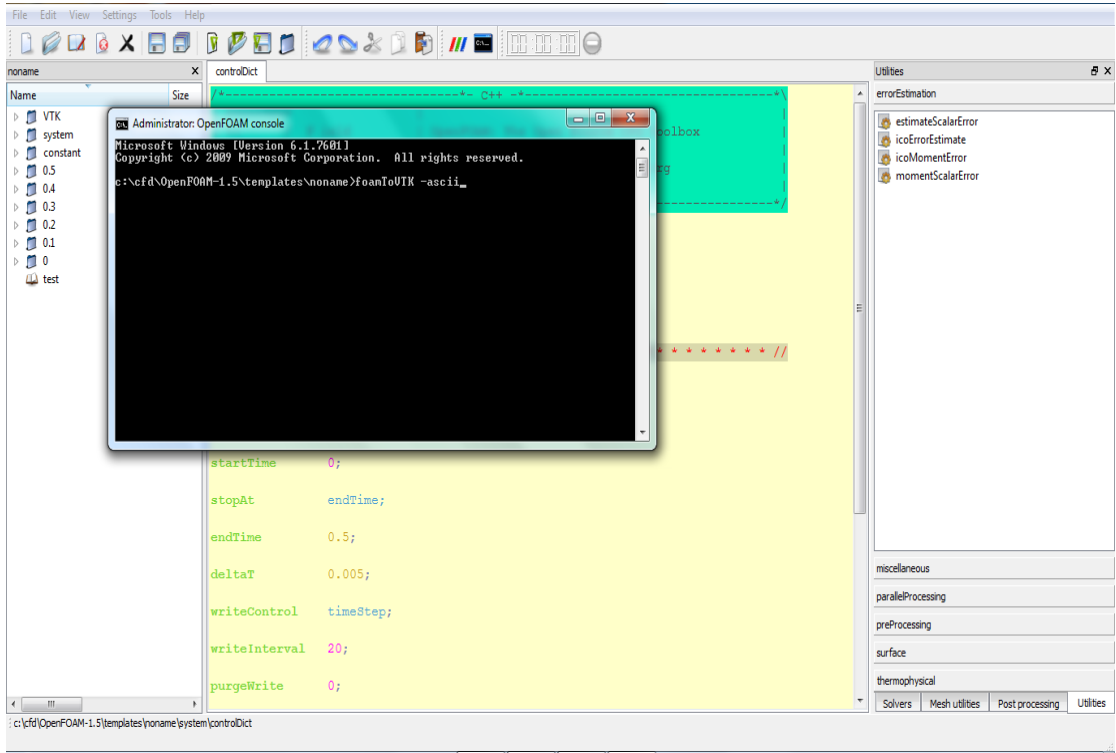 File Edit View Settings Tools Help
noname
controlDict
Utilities
Name Size
VTK
system
constant
0.5
0.4
0.3
0.2
0.1
0
test
/*---------------------------*- C++ -*-----------------------------*\
Administrator: OpenFOAM console
Microsoft Windows [Version 6.1.7601]
Copyright (c) 2009 Microsoft Corporation. All rights reserved.
c:\cfd\OpenFOAM-1.5\templates\noname>foamToVTK -ascii_
olbox
rg
-------------*/
* * * * * * * * //
startTime 0;
stopAt endTime;
endTime 0.5;
deltaT 0.005;
writeControl timeStep;
writeInterval 20;
purgeWrite 0;
errorEstimation
estimateScalarError
icoErrorEstimate
icoMomentError
momentScalarError
miscellaneous
parallelProcessing
preProcessing
surface
thermophysical
Solvers Mesh utilities Post processing Utilities
c:\cfd\OpenFOAM-1.5\templates\noname\system\controlDict